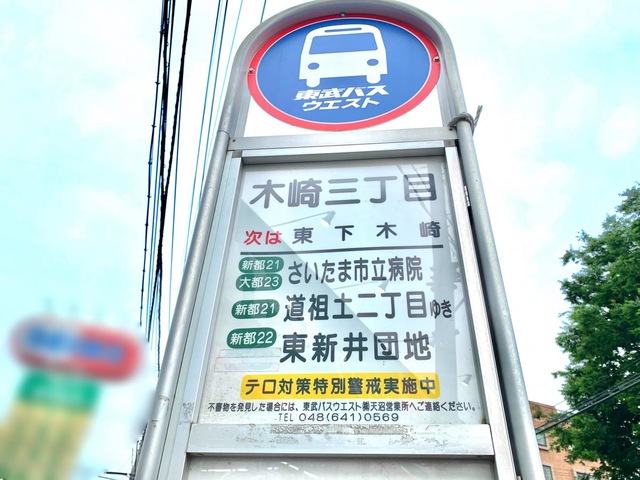 東武バス
ウエスト
木崎三丁目
次は 東下木崎
新都21
大都23
さいたま市立病院
新都21 道祖土二丁目ゆき
新都22 東新井団地
テロ対策特別警戒実施中
不審物を発見した場合には、東武バスウエスト㈱天沼営業所へご連絡ください。
TEL 048(641)0569